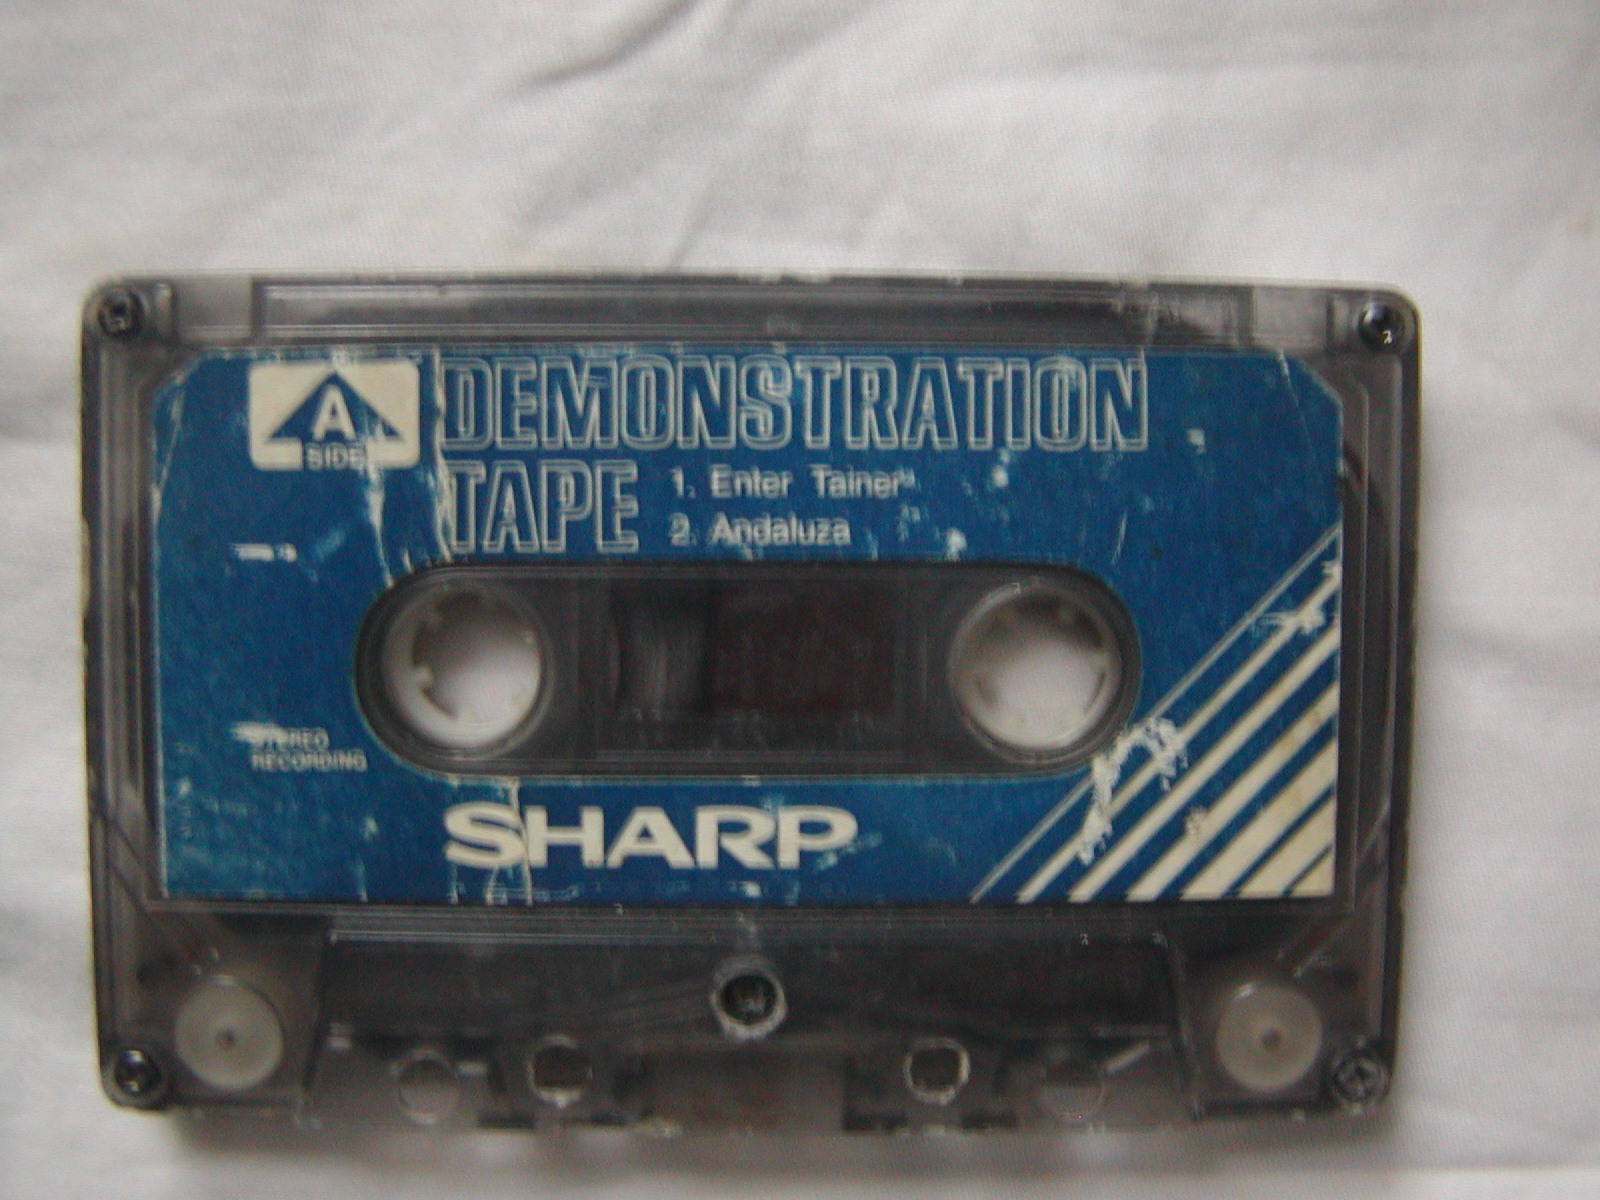 A
SIDE
DEMONSTRATION
TAPE
1. Enter Tainer
2. Andaluza
STEREO
RECORDING
SHARP